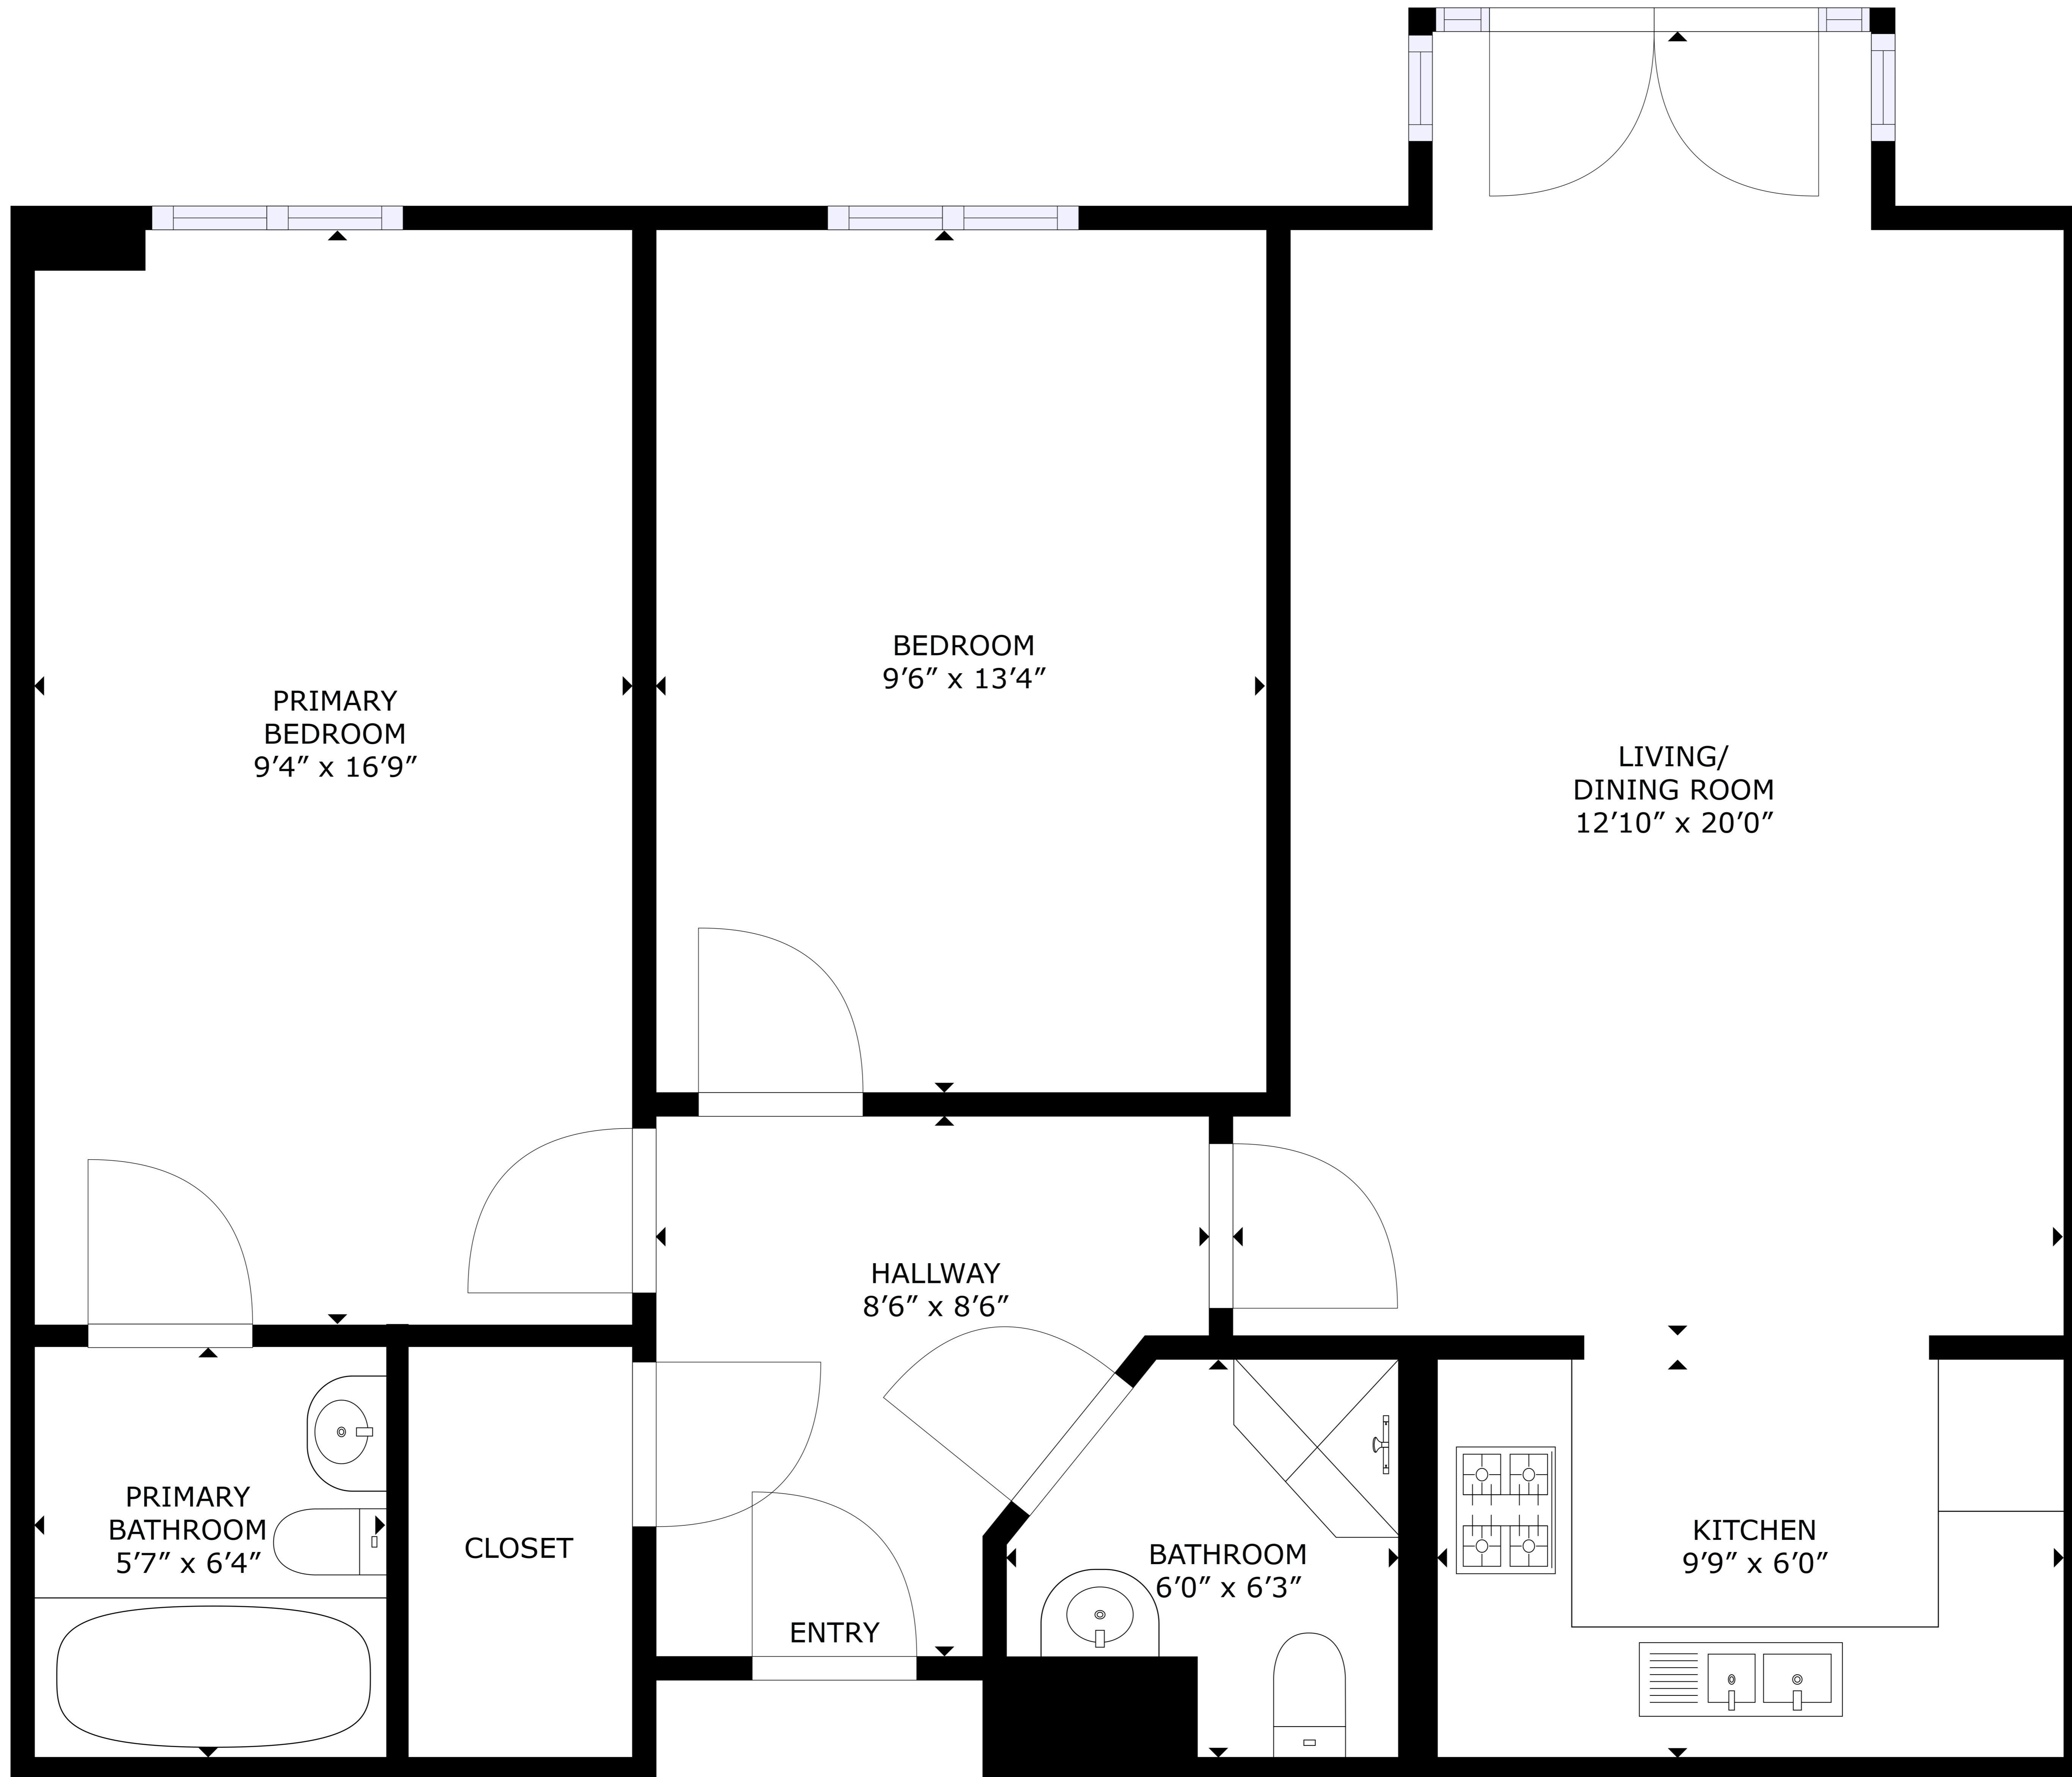 PRIMARY
BEDROOM
9’4” x 16’9”
BEDROOM
9’6” x 13’4”
LIVING/
DINING ROOM
12’10” x 20’0”
HALLWAY
8’6” x 8’6”
PRIMARY
BATHROOM
5’7” x 6’4”
CLOSET
ENTRY
BATHROOM
6’0” x 6’3”
KITCHEN
9’9” x 6’0”